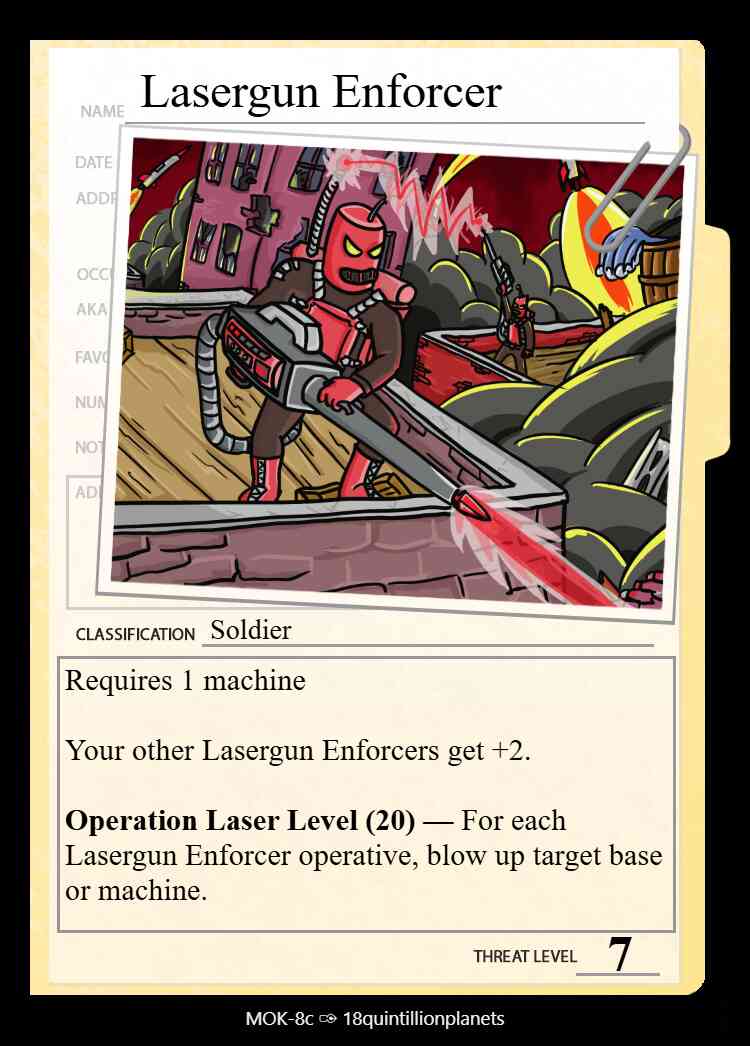 NAME Lasergun Enforcer
DATE
ADDR
OCCU
AKA
FAVO
NUM
NOT
ADD
CLASSIFICATION Soldier
Requires 1 machine
Your other Lasergun Enforcers get +2.
Operation Laser Level (20) — For each
Lasergun Enforcer operative, blow up target base
or machine.
THREAT LEVEL 7
MOK-8c ✑ 18quintillionplanets